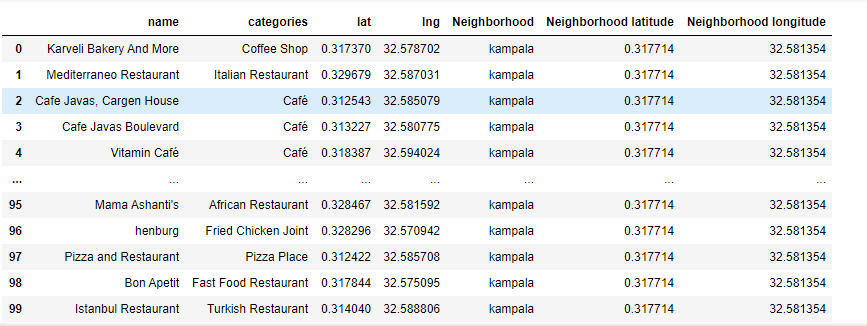 name categories lat lng Neighborhood Neighborhood latitude Neighborhood longitude
0 Karveli Bakery And More Coffee Shop 0.317370 32.578702 kampala 0.317714 32.581354
1 Mediterraneo Restaurant Italian Restaurant 0.329679 32.587031 kampala 0.317714 32.581354
2 Cafe Javas, Cargen House Café 0.312543 32.585079 kampala 0.317714 32.581354
3 Cafe Javas Boulevard Café 0.313227 32.580775 kampala 0.317714 32.581354
4 Vitamin Café Café 0.318387 32.594024 kampala 0.317714 32.581354
... ... ... ... ... ... ... ...
95 Mama Ashanti's African Restaurant 0.328467 32.581592 kampala 0.317714 32.581354
96 henburg Fried Chicken Joint 0.328296 32.570942 kampala 0.317714 32.581354
97 Pizza and Restaurant Pizza Place 0.312422 32.585708 kampala 0.317714 32.581354
98 Bon Apetit Fast Food Restaurant 0.317844 32.575095 kampala 0.317714 32.581354
99 Istanbul Restaurant Turkish Restaurant 0.314040 32.588806 kampala 0.317714 32.581354